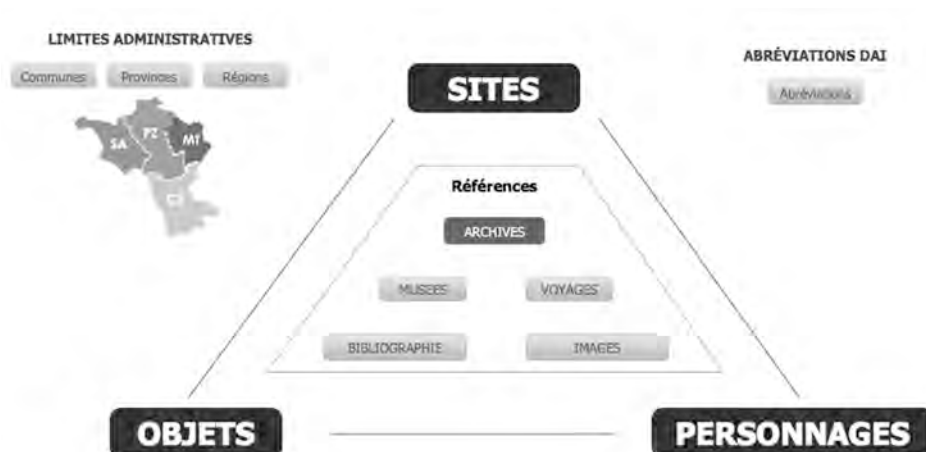 LIMITES ADMINISTRATIVES
Communes Provinces Régions
ABRÉVIATIONS DAI
Abréviations
SITES
SA PZ MT
Références
ARCHIVES
MUSEES VOYAGES
BIBLIOGRAPHIE IMAGES
OBJETS PERSONNAGES